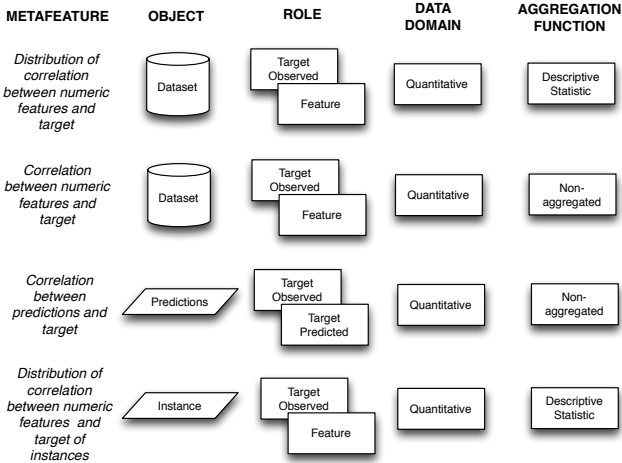 METAFEATURE OBJECT ROLE DATA DOMAIN AGGREGATION FUNCTION
Distribution of
correlation
between numeric
features and
target
Dataset
Target
Observed
Feature
Quantitative
Descriptive
Statistic
Correlation
between numeric
features and
target
Dataset
Target
Observed
Feature
Quantitative
Non-
aggregated
Correlation
between
predictions and
target
Predictions
Target
Observed
Target
Predicted
Quantitative
Non-
aggregated
Distribution of
correlation
between numeric
features and
target of
instances
Instance
Target
Observed
Feature
Quantitative
Descriptive
Statistic